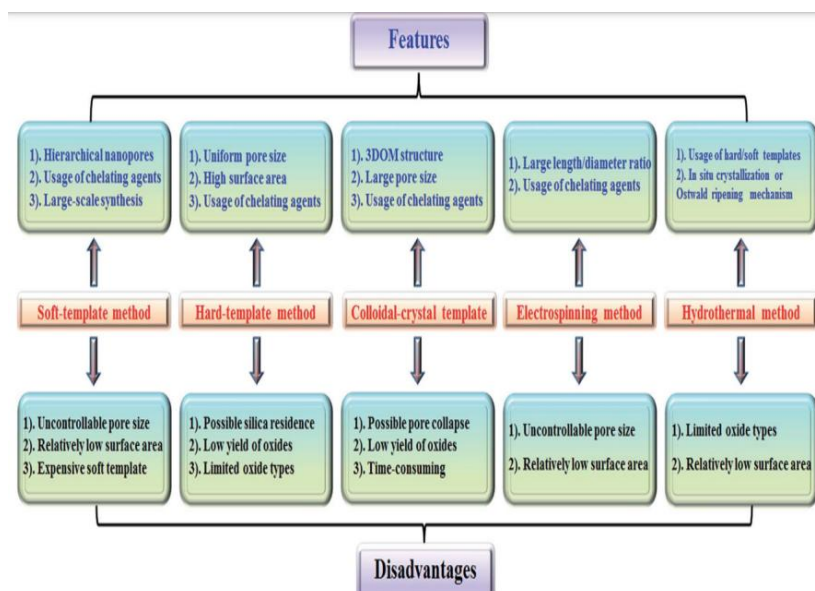 Features
1). Hierarchical nanopores
2). Usage of chelating agents
3). Large-scale synthesis
1). Uniform pore size
2). High surface area
3). Usage of chelating agents
1). 3DOM structure
2). Large pore size
3). Usage of chelating agents
1). Large length/diameter ratio
2). Usage of chelating agents
1). Usage of hard/soft templates
2). In situ crystallization or
Ostwald ripening mechanism
Soft-template method
Hard-template method
Colloidal-crystal template
Electrospinning method
Hydrothermal method
1). Uncontrollable pore size
2). Relatively low surface area
3). Expensive soft template
1). Possible silica residence
2). Low yield of oxides
3). Limited oxide types
1). Possible pore collapse
2). Low yield of oxides
3). Time-consuming
1). Uncontrollable pore size
2). Relatively low surface area
1). Limited oxide types
2). Relatively low surface area
Disadvantages